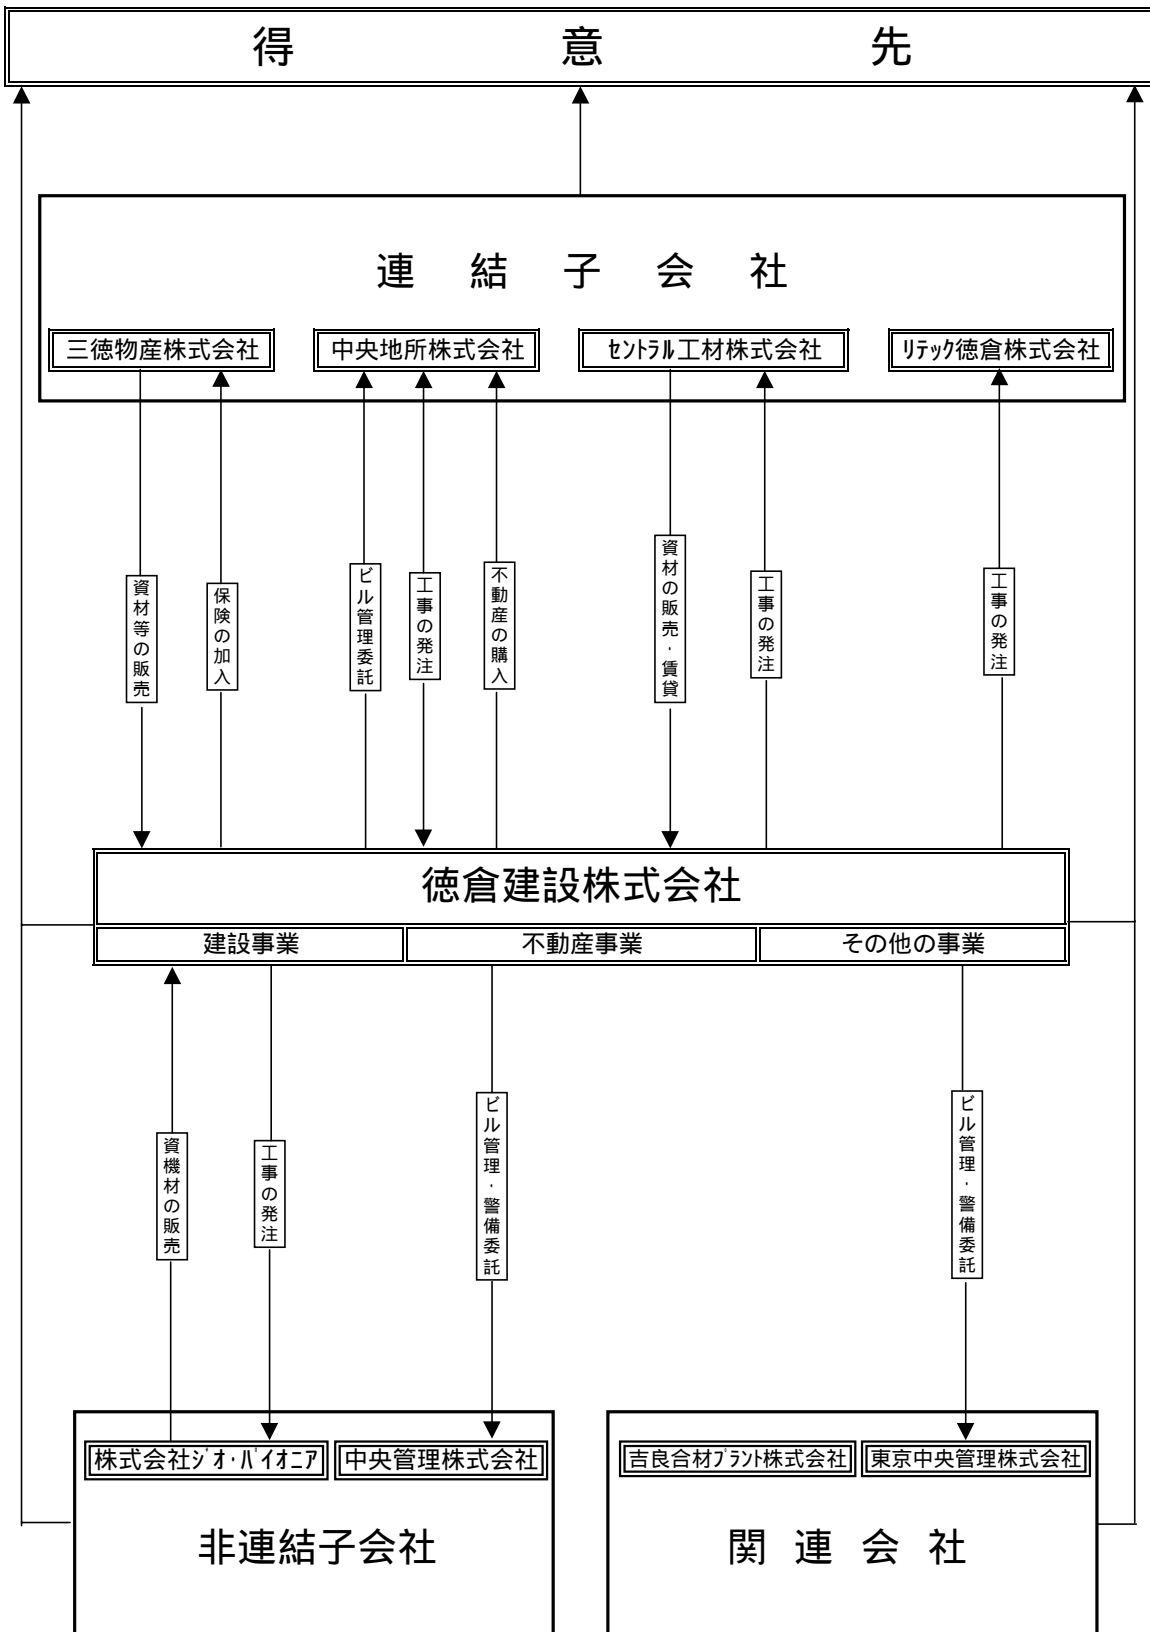 得意先
連結子会社
三徳物産株式会社
中央地所株式会社
ｾﾝﾄﾗﾙ工材株式会社
ﾘﾃｯｸ徳倉株式会社
資材等の販売
保険の加入
ビル管理委託
工事の発注
不動産の購入
資材の販売・賃貸
工事の発注
工事の発注
徳倉建設株式会社
建設事業
不動産事業
その他の事業
資機材の販売
工事の発注
ビル管理・警備委託
ビル管理・警備委託
株式会社ｼﾞｵ・ﾊﾟｲｵﾆｱ
中央管理株式会社
吉良合材ﾌﾟﾗﾝﾄ株式会社
東京中央管理株式会社
非連結子会社
関連会社